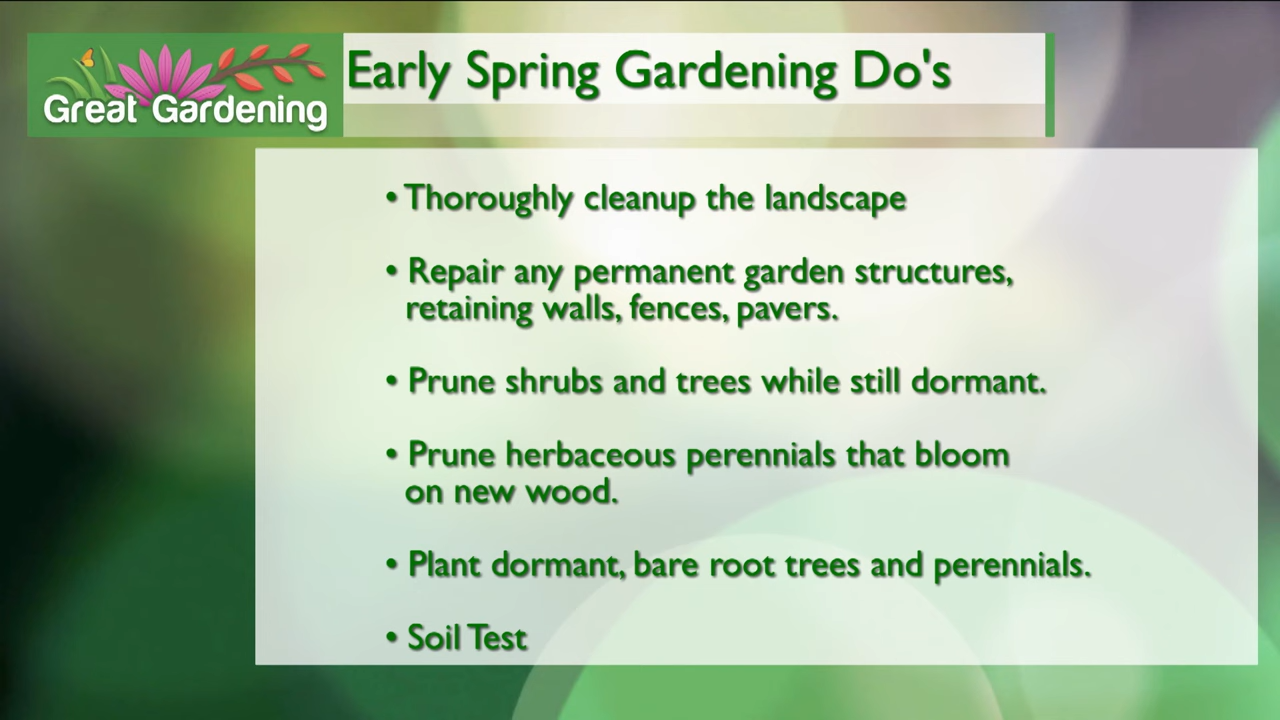 Great Gardening
Early Spring Gardening Do's
• Thoroughly cleanup the landscape
• Repair any permanent garden structures,
retaining walls, fences, pavers.
• Prune shrubs and trees while still dormant.
• Prune herbaceous perennials that bloom
on new wood.
• Plant dormant, bare root trees and perennials.
• Soil Test